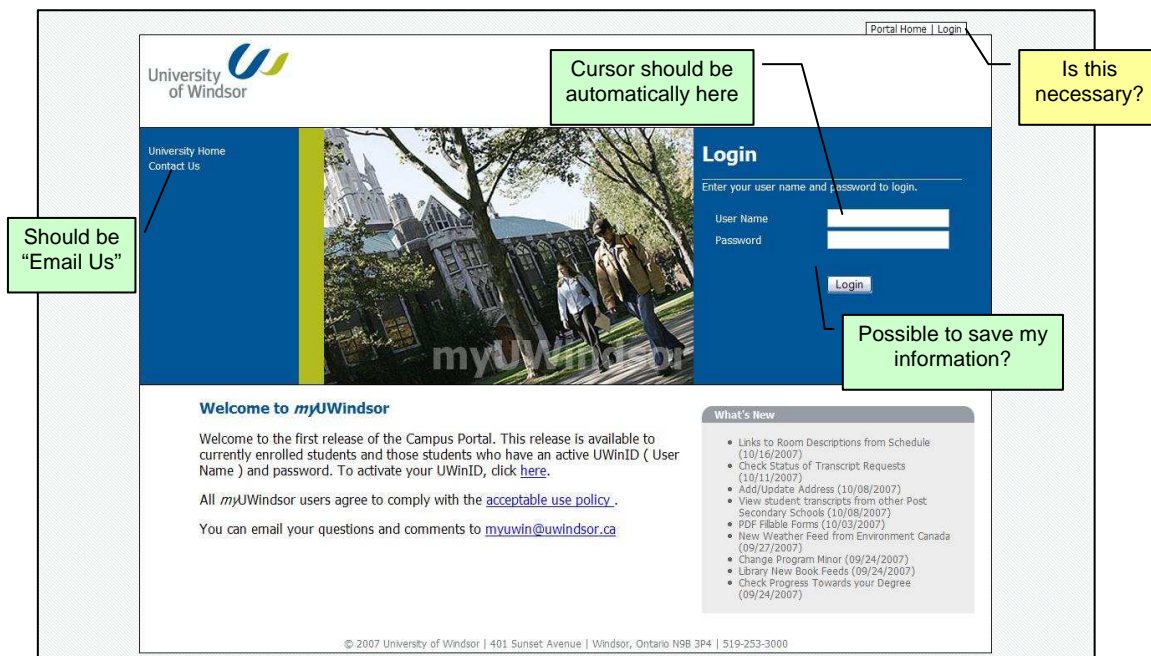 Portal Home | Login
University
of Windsor
Cursor should be
automatically here
Is this
necessary?
University Home
Contact Us
Should be
“Email Us”
myUWindsor
Login
Enter your user name and password to login.
User Name
Password
Login
Possible to save my
information?
Welcome to myUWindsor
Welcome to the first release of the Campus Portal. This release is available to
currently enrolled students and those students who have an active UWinID ( User
Name ) and password. To activate your UWinID, click here.
All myUWindsor users agree to comply with the acceptable use policy .
You can email your questions and comments to myuwin@uwindsor.ca
What's New
Links to Room Descriptions from Schedule
(10/16/2007)
Check Status of Transcript Requests
(10/11/2007)
Add/Update Address (10/08/2007)
View student transcripts from other Post
Secondary Schools (10/08/2007)
PDF Fillable Forms (10/03/2007)
New Weather Feed from Environment Canada
(09/27/2007)
Change Program Minor (09/24/2007)
Library New Book Feeds (09/24/2007)
Check Progress Towards your Degree
(09/24/2007)
© 2007 University of Windsor | 401 Sunset Avenue | Windsor, Ontario N9B 3P4 | 519-253-3000